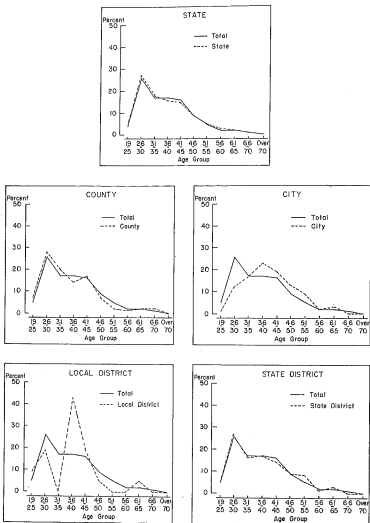 STATE
Percent
50
40
30
20
10
0
Total
State
19 26 31 36 41 46 51 56 61 66 Over
25 30 35 40 45 50 55 60 65 70 70
Age Group
COUNTY
Percent
50
40
30
20
10
0
Total
County
19 26 31 36 41 46 51 56 61 66 Over
25 30 35 40 45 50 55 60 65 70 70
Age Group
CITY
Percent
50
40
30
20
10
0
Total
City
19 26 31 36 41 46 51 56 61 66 Over
25 30 35 40 45 50 55 60 65 70 70
Age Group
LOCAL DISTRICT
Percent
50
40
30
20
10
0
Total
Local District
19 26 31 36 41 46 51 56 61 66 Over
25 30 35 40 45 50 55 60 65 70 70
Age Group
STATE DISTRICT
Percent
50
40
30
20
10
0
Total
State District
19 26 31 36 41 46 51 56 61 66 Over
25 30 35 40 45 50 55 60 65 70 70
Age Group